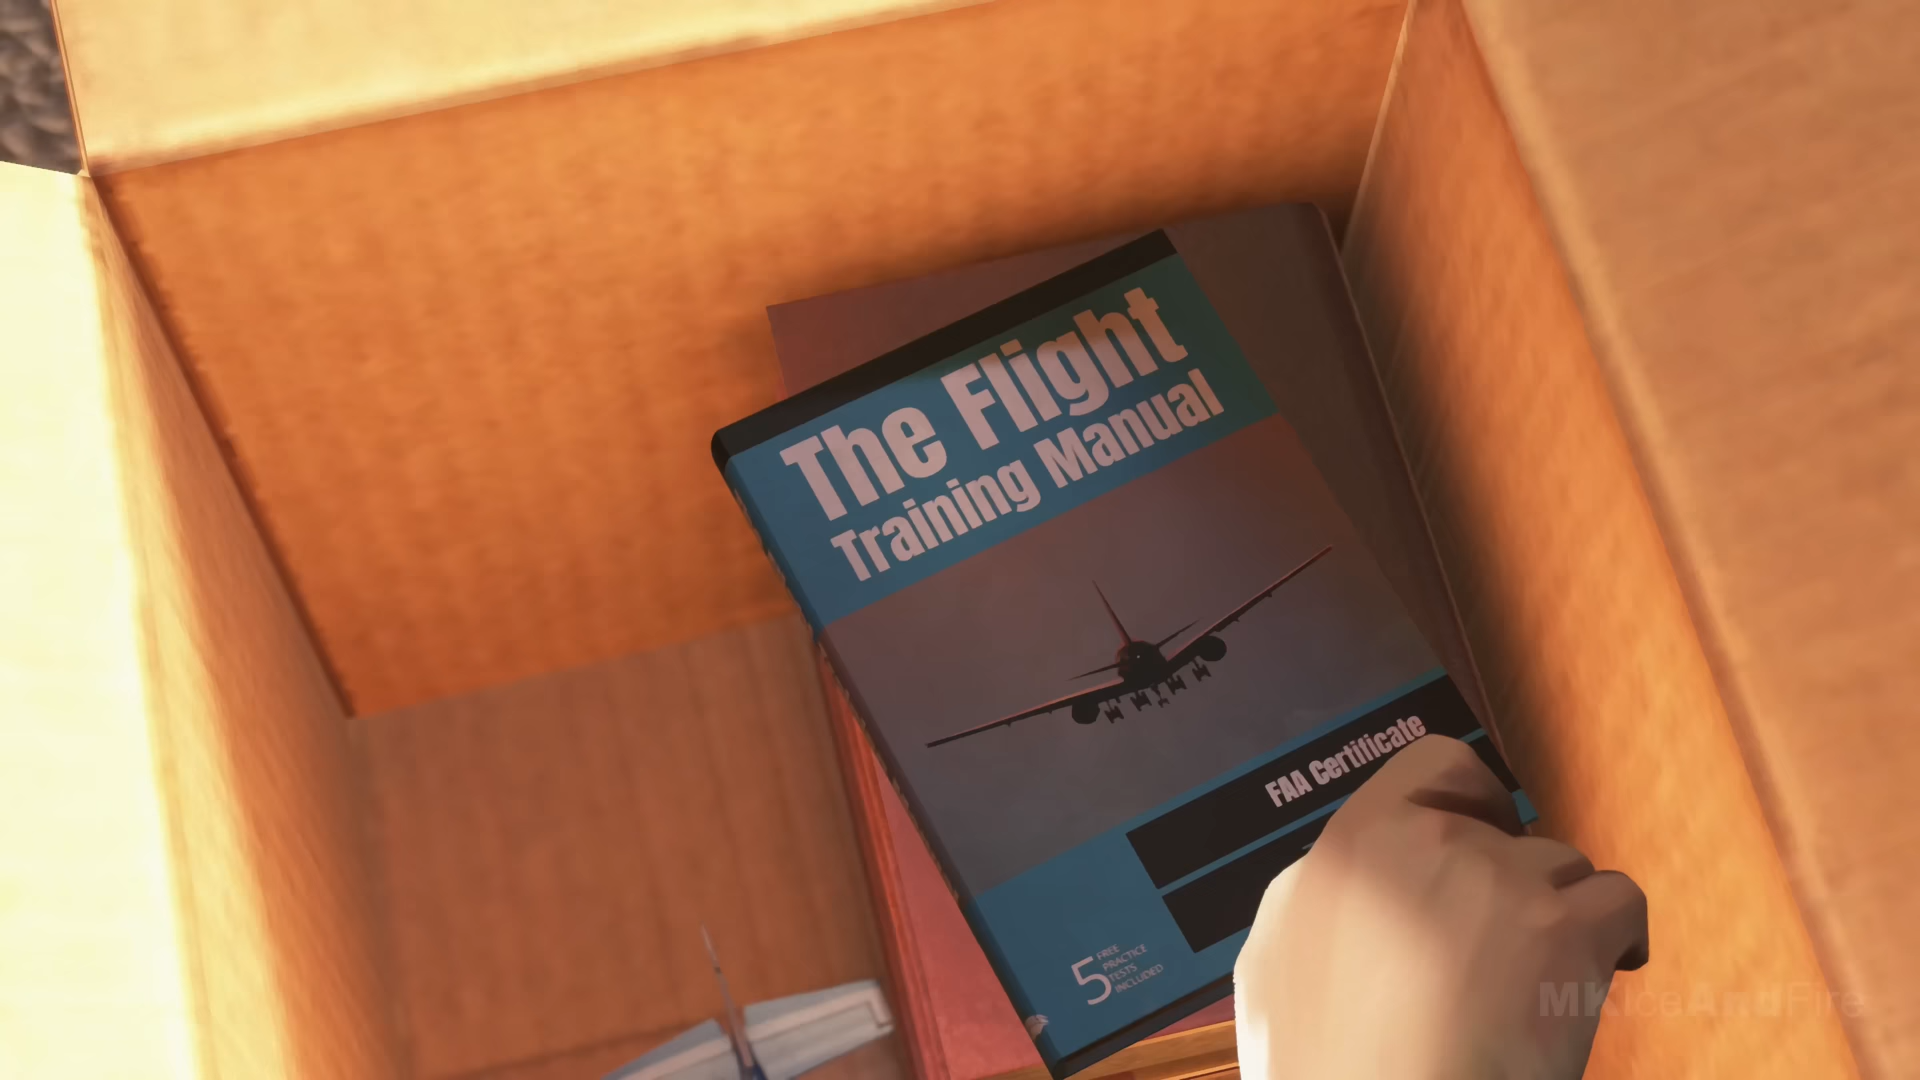 The Flight
Training Manual
FAA Certificate
5 FREE
PRACTICE
TESTS
INCLUDED
MKIceAndFire